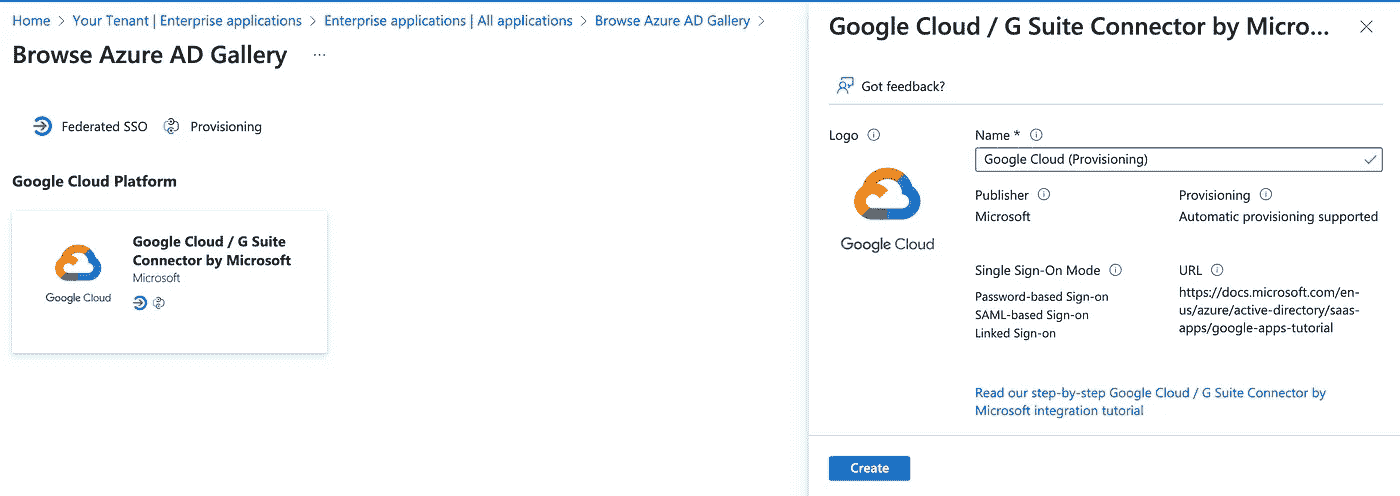 Home > Your Tenant | Enterprise applications > Enterprise applications | All applications > Browse Azure AD Gallery >
Browse Azure AD Gallery ...
Federated SSO Provisioning
Google Cloud Platform
Google Cloud / G Suite
Connector by Microsoft
Microsoft
Google Cloud
Google Cloud / G Suite Connector by Micro...
Got feedback?
Logo
Google Cloud
Name *
Google Cloud (Provisioning)
Publisher
Microsoft
Provisioning
Automatic provisioning supported
Single Sign-On Mode
Password-based Sign-on
SAML-based Sign-on
Linked Sign-on
URL
https://docs.microsoft.com/en-
us/azure/active-directory/saas-
apps/google-apps-tutorial
Read our step-by-step Google Cloud / G Suite Connector by
Microsoft integration tutorial
Create